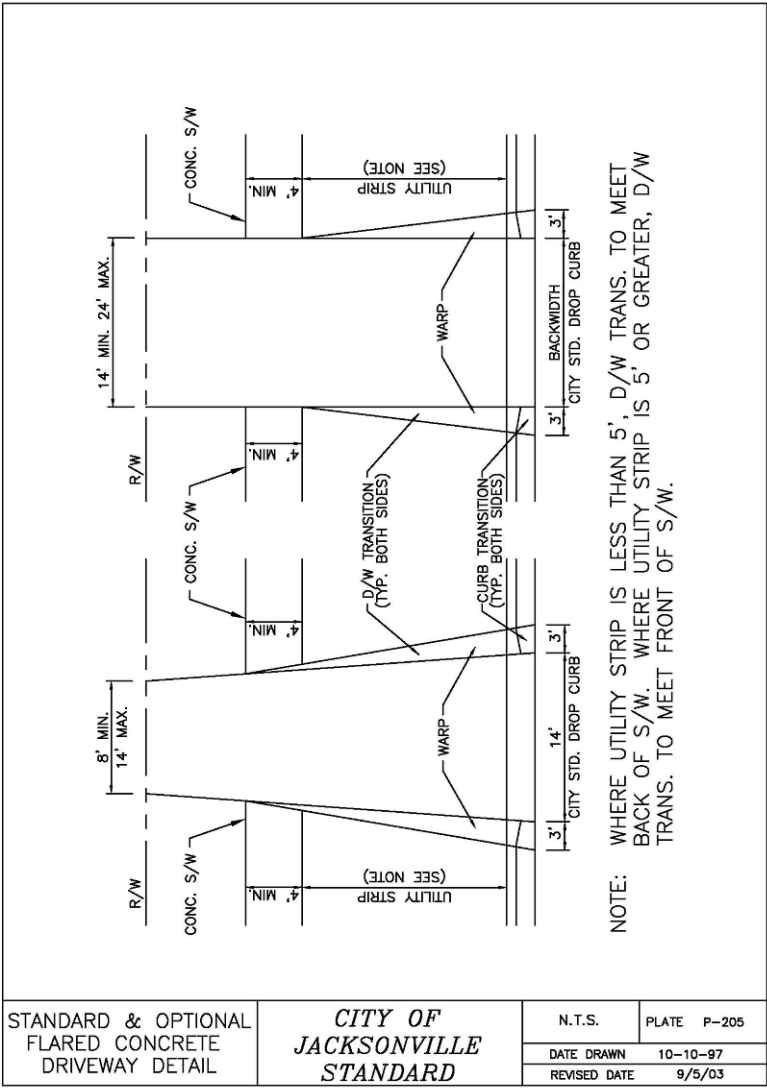 14' MIN. 24' MAX.
R/W
CONC. S/W
CONC. S/W
4' MIN.
4' MIN.
UTILITY STRIP
(SEE NOTE)
WARP
3'
BACKWIDTH
3'
CITY STD. DROP CURB
D/W TRANSITION
(TYP. BOTH SIDES)
CURB TRANSITION
(TYP. BOTH SIDES)
8' MIN.
14' MAX.
R/W
CONC. S/W
4' MIN.
4' MIN.
UTILITY STRIP
(SEE NOTE)
WARP
3'
14'
3'
CITY STD. DROP CURB
NOTE: WHERE UTILITY STRIP IS LESS THAN 5', D/W TRANS. TO MEET
BACK OF S/W. WHERE UTILITY STRIP IS 5' OR GREATER, D/W
TRANS. TO MEET FRONT OF S/W.
STANDARD & OPTIONAL
FLARED CONCRETE
DRIVEWAY DETAIL
CITY OF
JACKSONVILLE
STANDARD
N.T.S.
PLATE P-205
DATE DRAWN 10-10-97
REVISED DATE 9/5/03